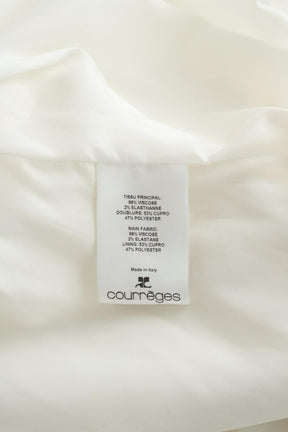 TISSU PRINCIPAL:
98% VISCOSE
2% ELASTHANNE
DOUBLURE: 53% CUPRO
47% POLYESTER
MAIN FABRIC:
98% VISCOSE
2% ELASTANE
LINING: 53% CUPRO
47% POLYESTER
Made in Italy
courrèges